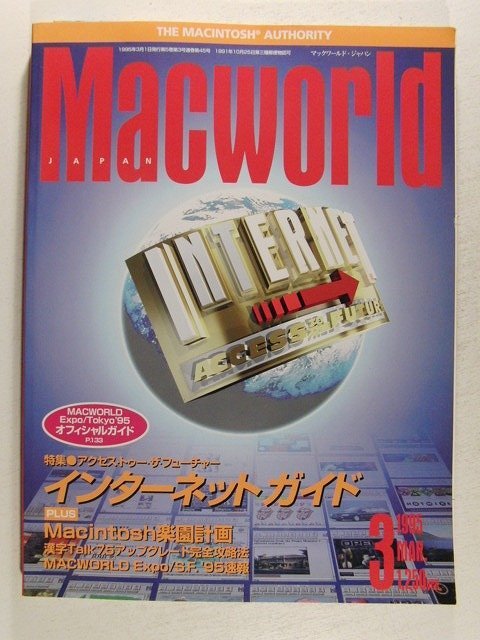 THE MACINTOSH® AUTHORITY
1995年3月1日発行第5巻第3号通巻第45号 1991年10月25日第三種郵便物認可 マックワールド・ジャパン
Macworld
JAPAN
INTERNET
ACCESS TO THE FUTUR
MACWORLD
Expo/Tokyo'95
オフィシャルガイド
P.133
特集●アクセス・トゥー・ザ・フューチャー
インターネットガイド
PLUS
Macintosh楽園計画
漢字Talk7.5アップグレード完全攻略法
MACWORLD Expo/S.F. '95速報
3
1995
MAR.
1,250